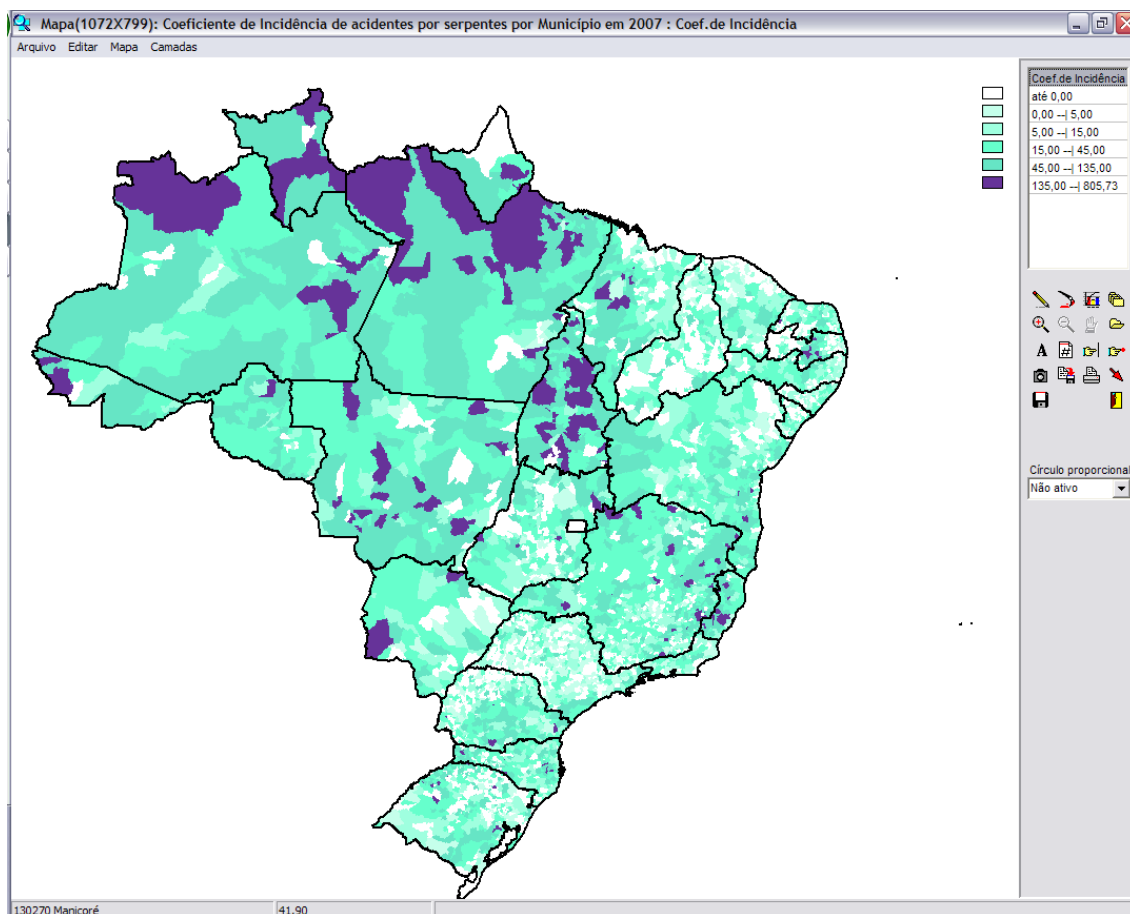 Mapa(1072X799): Coeficiente de Incidência de acidentes por serpentes por Município em 2007 : Coef.de Incidência
Arquivo Editar Mapa Camadas
Coef.de Incidência
até 0,00
0,00 --| 5,00
5,00 --| 15,00
15,00 --| 45,00
45,00 --| 135,00
135,00 --| 805,73
A #
Círculo proporcional
Não ativo
130270 Manicoré 41,90